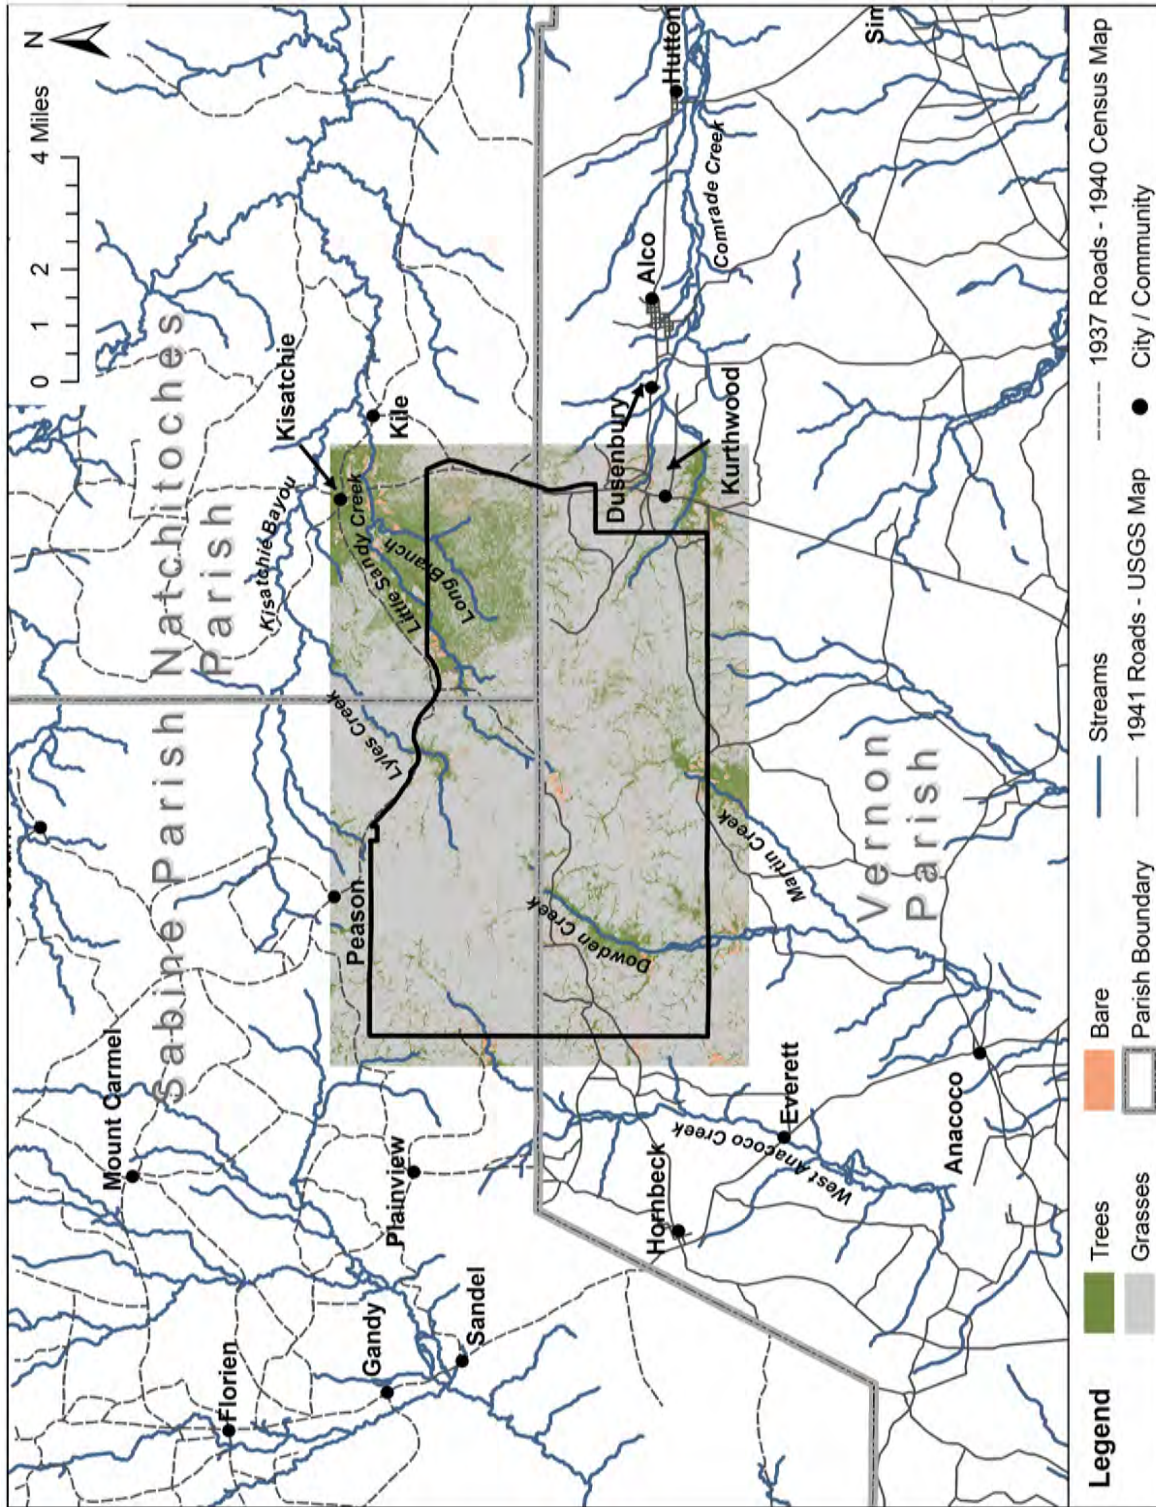 N
0 1 2 4 Miles
Natchitoches
Parish
Sabine Parish
Mount Carmel
Florien
Gandy
Sandel
Plainview
Peason
Lyles Creek
Kisatchie Bayou
Kisatchie
Kile
Little Sandy Creek
Long Branch
Hornbeck
West Anacoco Creek
Everett
Anacoco
Dowden Creek
Martin Creek
Vernon
Parish
Dusenbury
Kurthwood
Alco
Comrade Creek
Hutton
Sim
Legend
Trees
Bare
Streams
1937 Roads - 1940 Census Map
Grasses
Parish Boundary
1941 Roads - USGS Map
City / Community